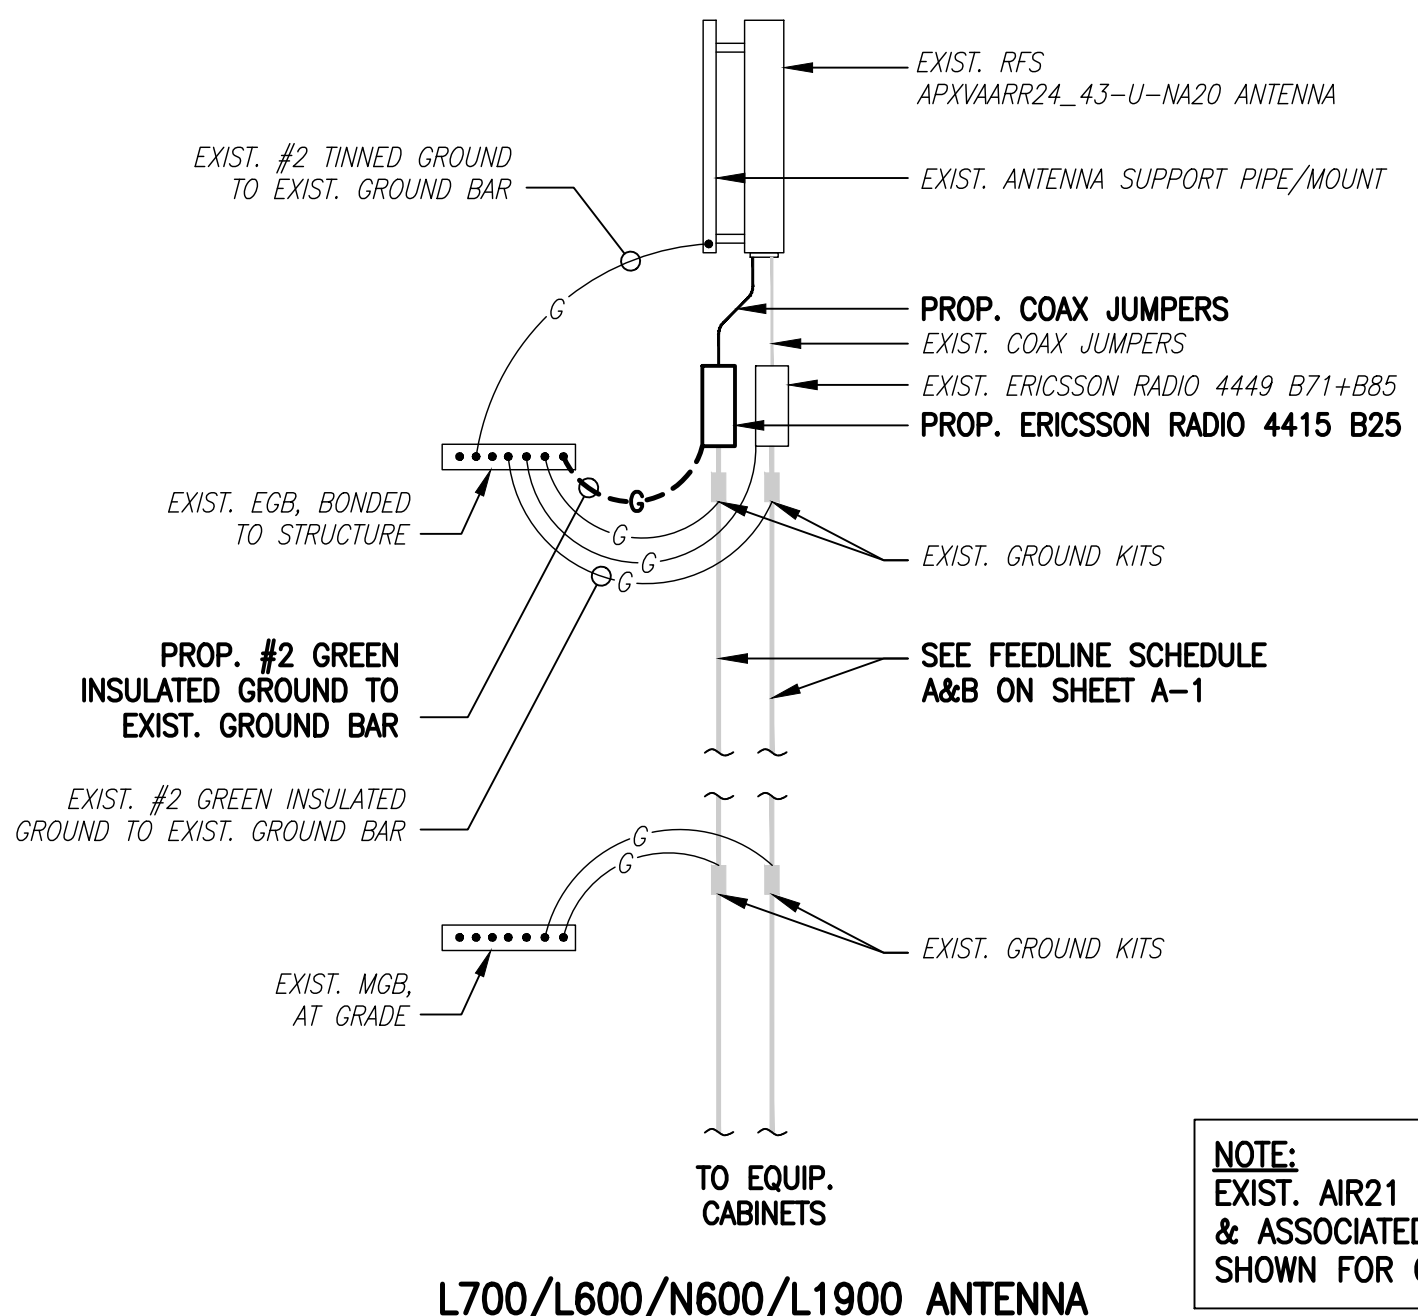 EXIST. RFS
APXVAARR24_43-U-NA20 ANTENNA
EXIST. #2 TINNED GROUND
TO EXIST. GROUND BAR
EXIST. ANTENNA SUPPORT PIPE/MOUNT
G
PROP. COAX JUMPERS
EXIST. COAX JUMPERS
EXIST. ERICSSON RADIO 4449 B71+B85
PROP. ERICSSON RADIO 4415 B25
EXIST. EGB, BONDED
TO STRUCTURE
G
G
G
G
EXIST. GROUND KITS
PROP. #2 GREEN
INSULATED GROUND TO
EXIST. GROUND BAR
SEE FEEDLINE SCHEDULE
A&B ON SHEET A-1
EXIST. #2 GREEN INSULATED
GROUND TO EXIST. GROUND BAR
G
G
EXIST. GROUND KITS
EXIST. MGB,
AT GRADE
TO EQUIP.
CABINETS
NOTE:
EXIST. AIR21
& ASSOCIATED
SHOWN FOR
L700/L600/N600/L1900 ANTENNA